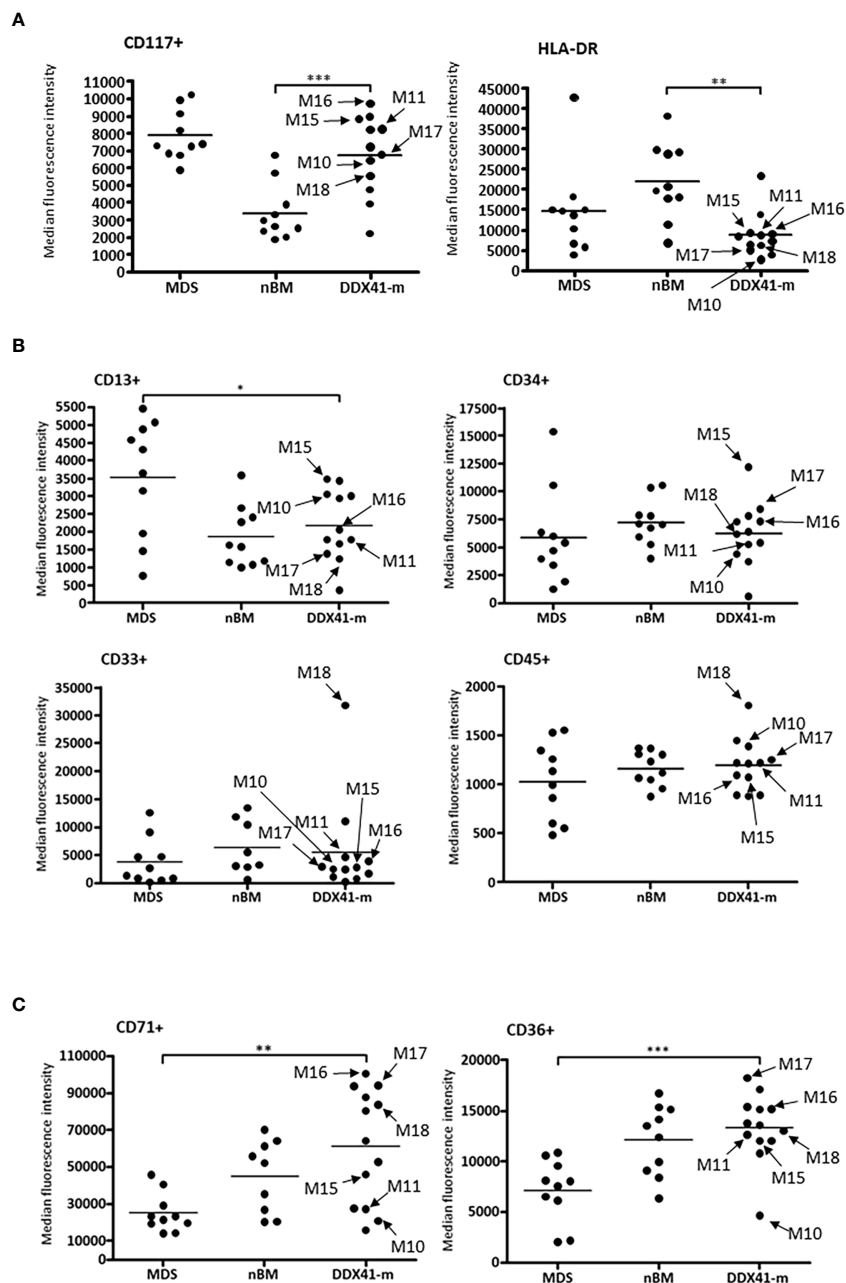 A
CD117+
Median fluorescence intensity
11000
10000
9000
8000
7000
6000
5000
4000
3000
2000
1000
0
***
M16
M11
M15
M17
M10
M18
MDS
nBM
DDX41-m
HLA-DR
Median fluorescence intensity
45000
40000
35000
30000
25000
20000
15000
10000
5000
0
**
M15
M11
M16
M17
M18
M10
MDS
nBM
DDX41-m
B
CD13+
Median fluorescence intensity
5500
5000
4500
4000
3500
3000
2500
2000
1500
1000
500
0
*
M15
M10
M16
M17
M11
M18
MDS
nBM
DDX41-m
CD34+
Median fluorescence intensity
17500
15000
12500
10000
7500
5000
2500
0
M15
M17
M18
M16
M11
M10
MDS
nBM
DDX41-m
CD33+
Median fluorescence intensity
35000
30000
25000
20000
15000
10000
5000
0
M18
M10
M15
M17
M11
M16
MDS
nBM
DDX41-m
CD45+
Median fluorescence intensity
2000
1500
1000
500
0
M18
M10
M17
M16
M11
M15
MDS
nBM
DDX41-m
C
CD71+
Median fluorescence intensity
110000
90000
70000
50000
30000
10000
0
**
M16
M17
M18
M15
M11
M10
MDS
nBM
DDX41-m
CD36+
Median fluorescence intensity
20000
15000
10000
5000
0
***
M17
M16
M11
M18
M15
M10
MDS
nBM
DDX41-m